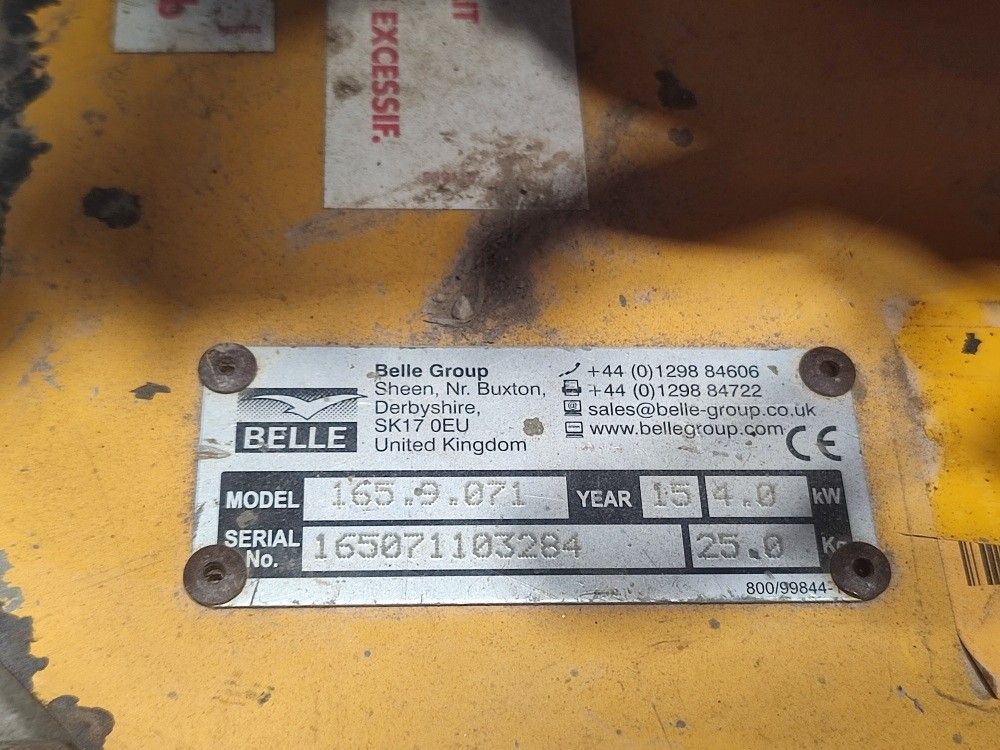 IT
EXCESSIF.
Belle Group
Sheen, Nr. Buxton,
Derbyshire,
SK17 0EU
United Kingdom
+44 (0)1298 84606
+44 (0)1298 84722
sales@belle-group.co.uk
www.bellegroup.com
CE
BELLE
MODEL 165.9.071 YEAR 15 4.0 kW
SERIAL No. 165071103284 25.0
800/99844-